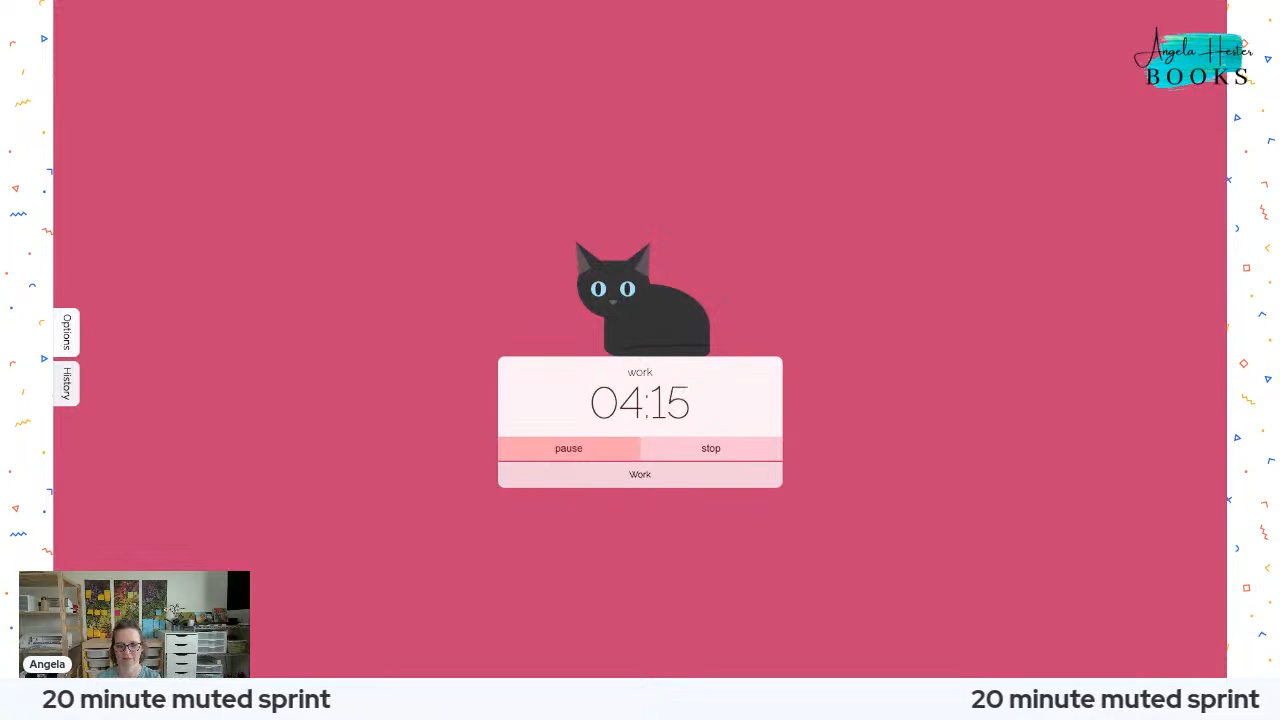 Angela Hester
BOOKS
Options
History
work
04:15
pause
stop
Work
Angela
20 minute muted sprint
20 minute muted sprint